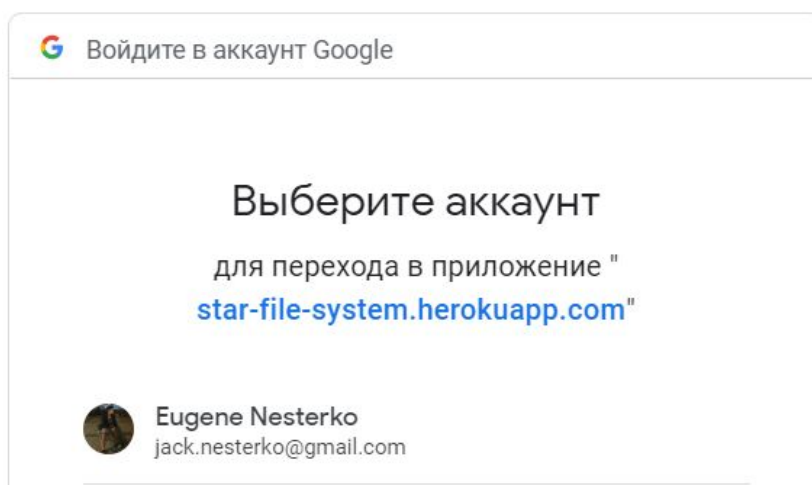 Войдите в аккаунт Google
Выберите аккаунт
для перехода в приложение "
star-file-system.herokuapp.com"
Eugene Nesterko
jack.nesterko@gmail.com